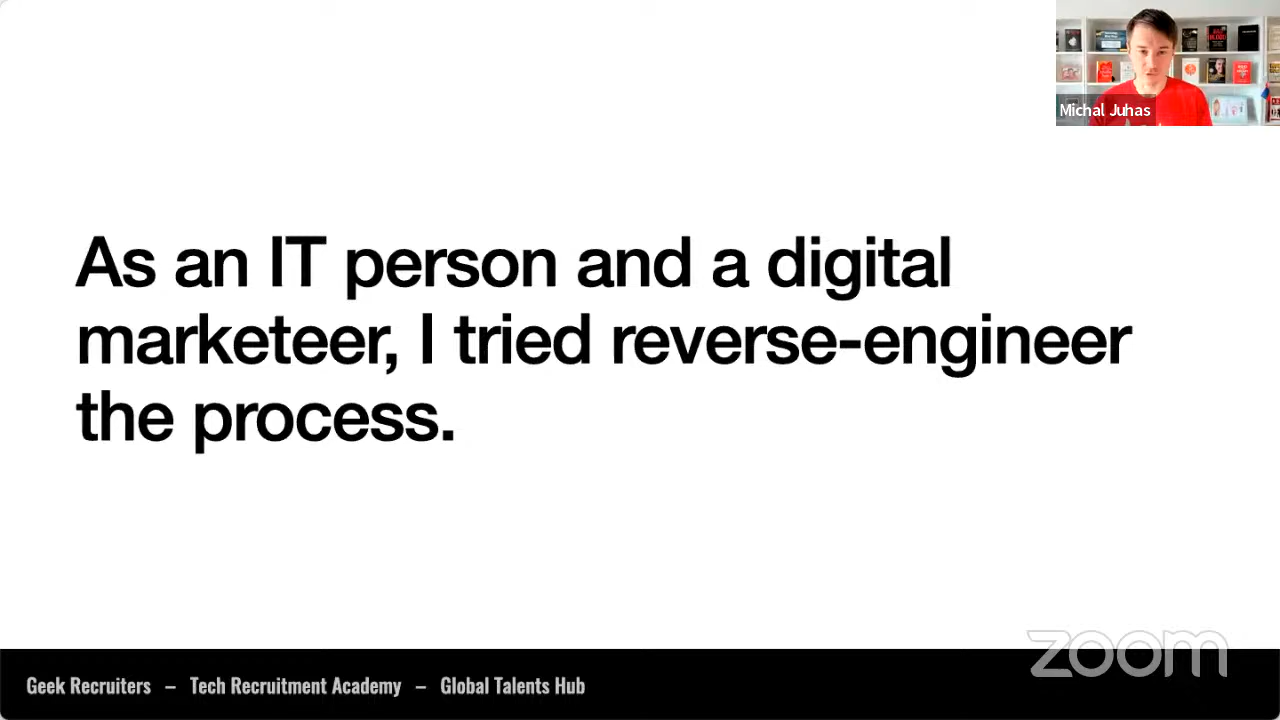 Michal Juhas
As an IT person and a digital
marketeer, I tried reverse-engineer
the process.
zoom
Geek Recruiters – Tech Recruitment Academy – Global Talents Hub